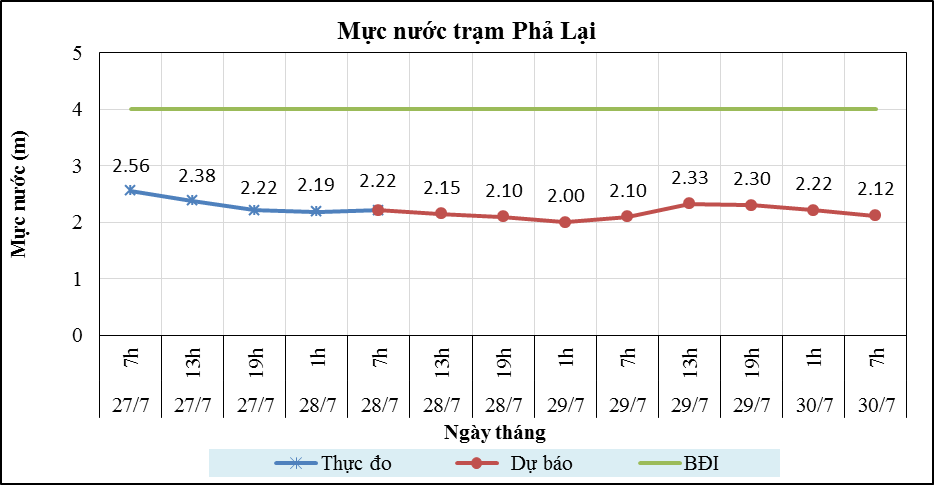 Mực nước trạm Phả Lại
Mực nước (m)
5
4
3
2
1
0
2.56 2.38 2.22 2.19 2.22 2.15 2.10 2.00 2.10 2.33 2.30 2.22 2.12
7h 13h 19h 1h 7h 13h 19h 1h 7h 13h 19h 1h 7h
27/7 27/7 27/7 28/7 28/7 28/7 28/7 29/7 29/7 29/7 29/7 30/7 30/7
Ngày tháng
Thực đo Dự báo BĐI